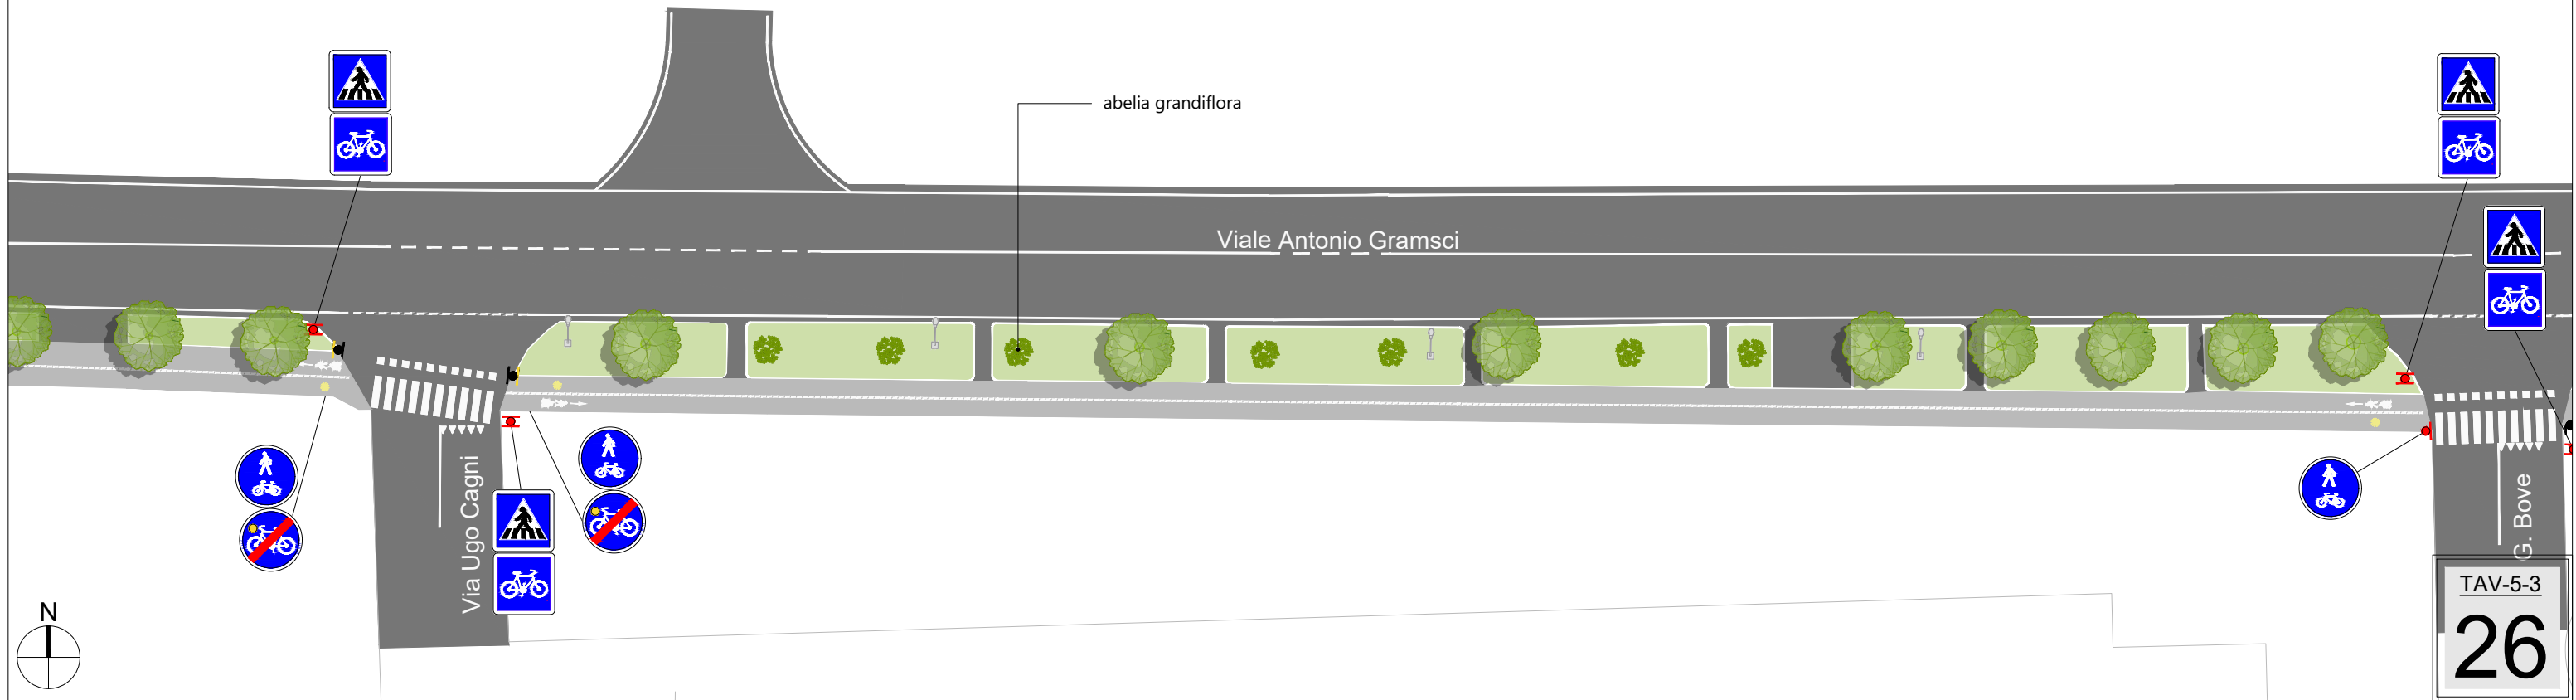 abelia grandiflora
Viale Antonio Gramsci
Via Ugo Cagni
G. Bove
N
TAV-5-3
26